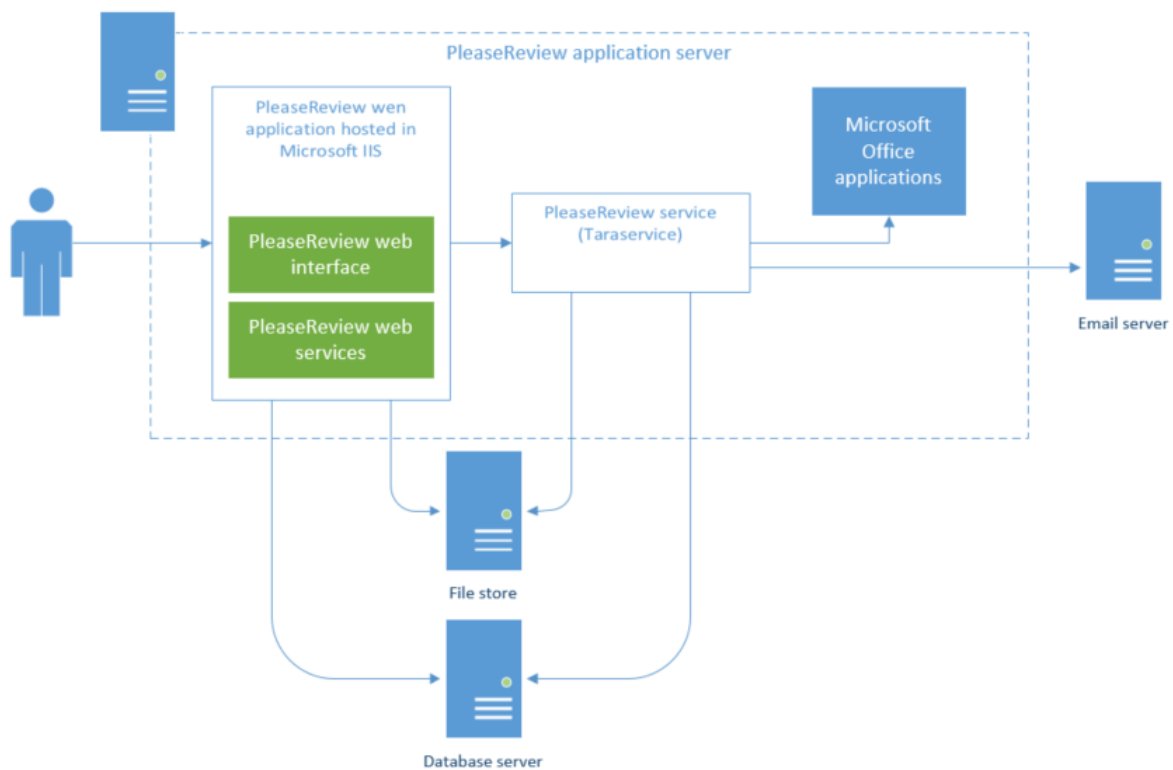 PleaseReview application server
PleaseReview wen
application hosted in
Microsoft IIS
PleaseReview web
interface
PleaseReview web
services
PleaseReview service
(Taraservice)
Microsoft
Office
applications
Email server
File store
Database server